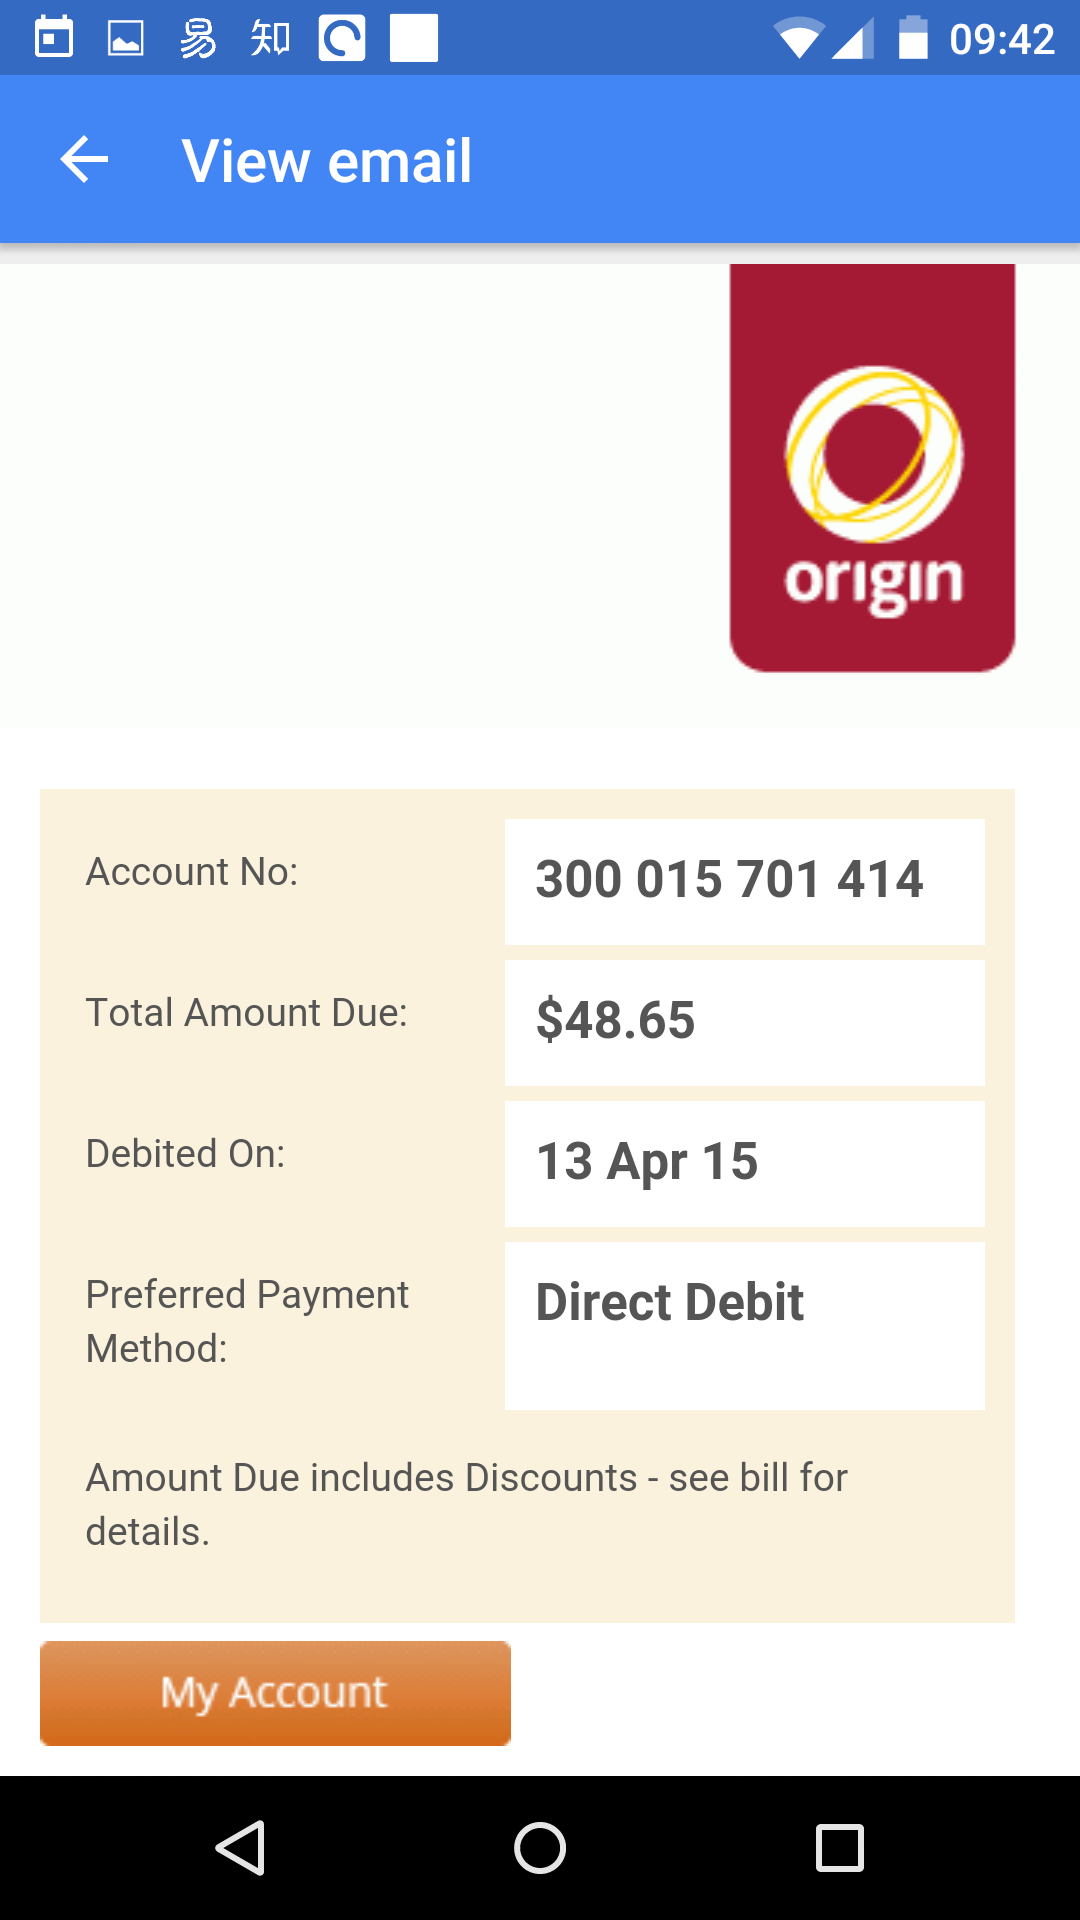 易 知 09:42
View email
origin
Account No: 300 015 701 414
Total Amount Due: $48.65
Debited On: 13 Apr 15
Preferred Payment Direct Debit
Method:
Amount Due includes Discounts - see bill for
details.
My Account